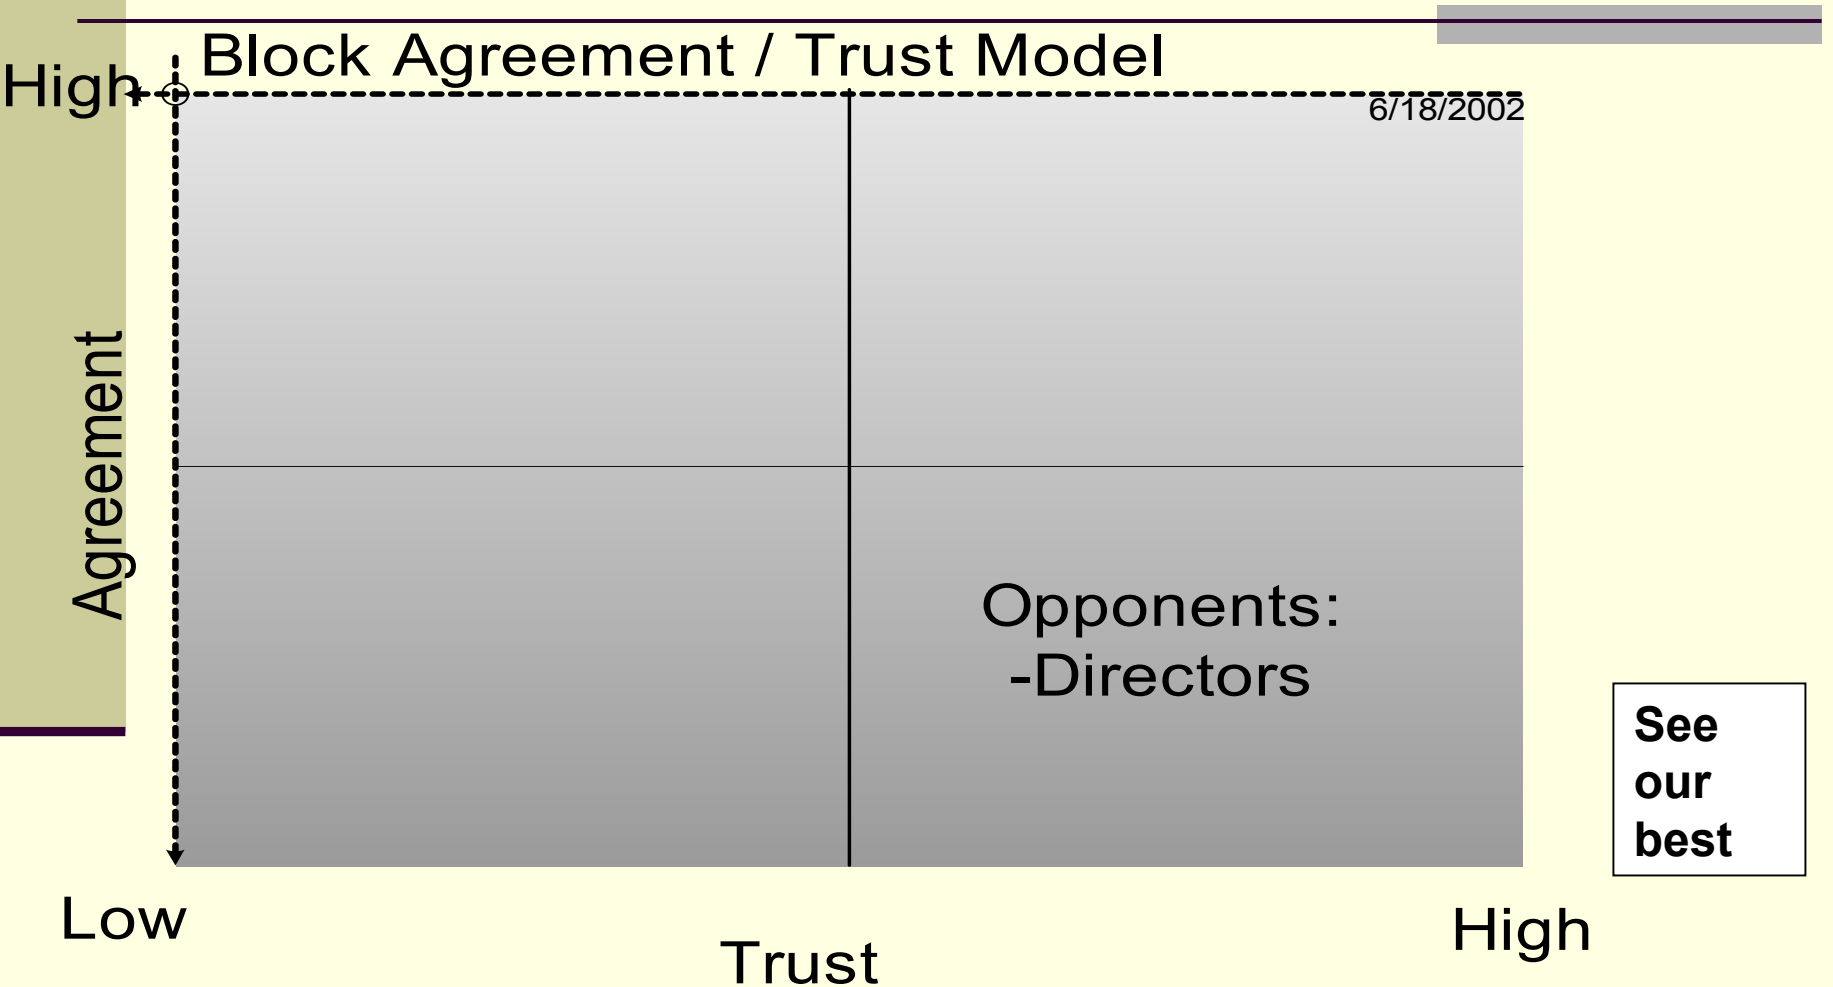 Block Agreement / Trust Model
High
6/18/2002
Agreement
Opponents:
-Directors
See
our
best
Low
High
Trust